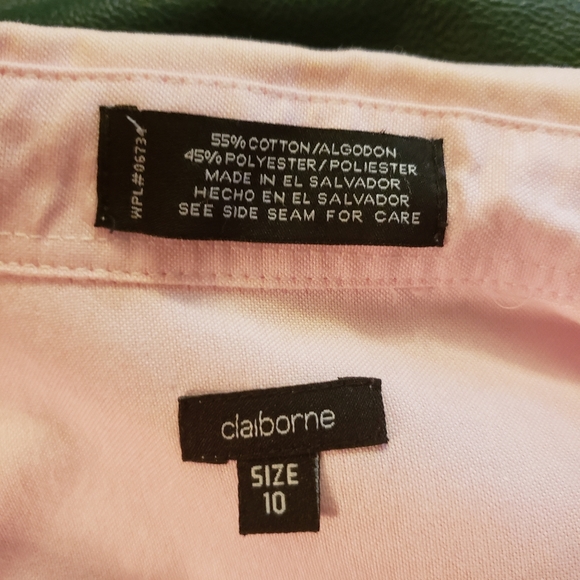 WPL#06734
55% COTTON/ALGODON
45% POLYESTER/POLIESTER
MADE IN EL SALVADOR
HECHO EN EL SALVADOR
SEE SIDE SEAM FOR CARE
claiborne
SIZE
10